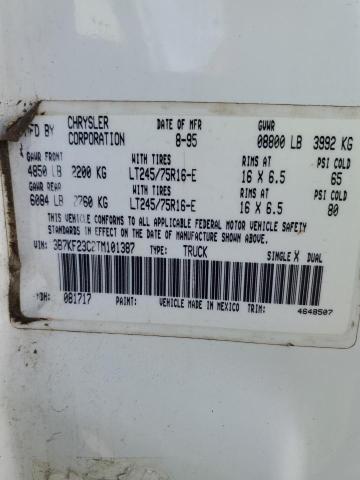 MFD BY CHRYSLER CORPORATION DATE OF MFR 8-95 GVWR 08800 LB 3992 KG
GAWR FRONT WITH TIRES RIMS AT PSI COLD
4850 LB 2200 KG LT245/75R16-E 16 X 6.5 65
GAWR REAR WITH TIRES RIMS AT PSI COLD
6084 LB 2760 KG LT245/75R16-E 16 X 6.5 80
THIS VEHICLE CONFORMS TO ALL APPLICABLE FEDERAL MOTOR VEHICLE SAFETY
STANDARDS IN EFFECT ON THE DATE OF MANUFACTURE SHOWN ABOVE
VIN: 3B7KF23C2TM101387 TYPE: TRUCK SINGLE X DUAL
MDH: 081717 PAINT: VEHICLE MADE IN MEXICO TRIM:
4648507